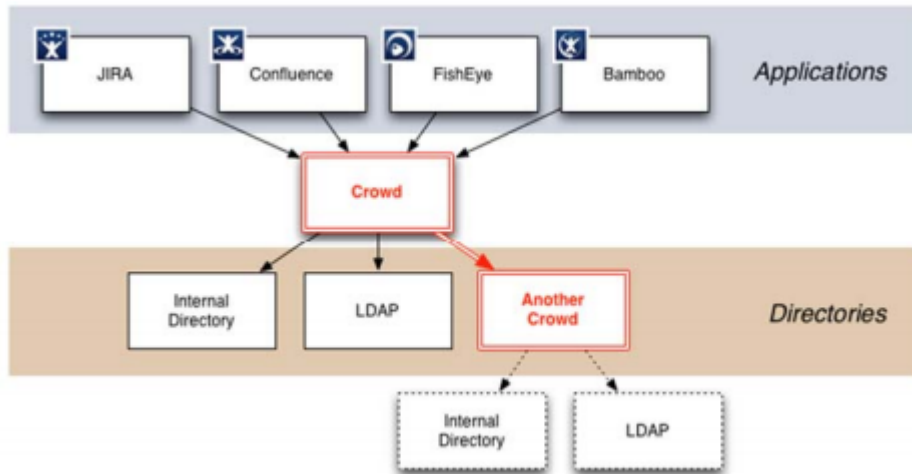 JIRA
Confluence
FishEye
Bamboo
Applications
Crowd
Internal
Directory
LDAP
Another
Crowd
Directories
Internal
Directory
LDAP